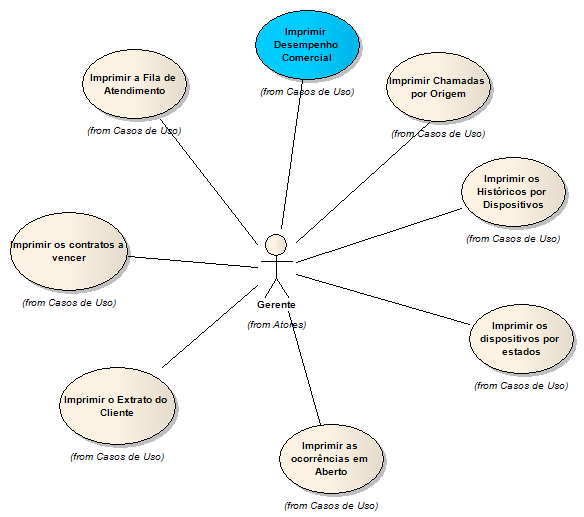 Imprimir
Desempenho
Comercial
(from Casos de Uso)
Imprimir a Fila de
Atendimento
(from Casos de Uso)
Imprimir Chamadas
por Origem
(from Casos de Uso)
Imprimir os
Históricos por
Dispositivos
(from Casos de Uso)
Imprimir os contratos a
vencer
(from Casos de Uso)
Gerente
(from Atores)
Imprimir os
dispositivos por
estados
(from Casos de Uso)
Imprimir o Extrato do
Cliente
(from Casos de Uso)
Imprimir as
ocorrências em
Aberto
(from Casos de Uso)